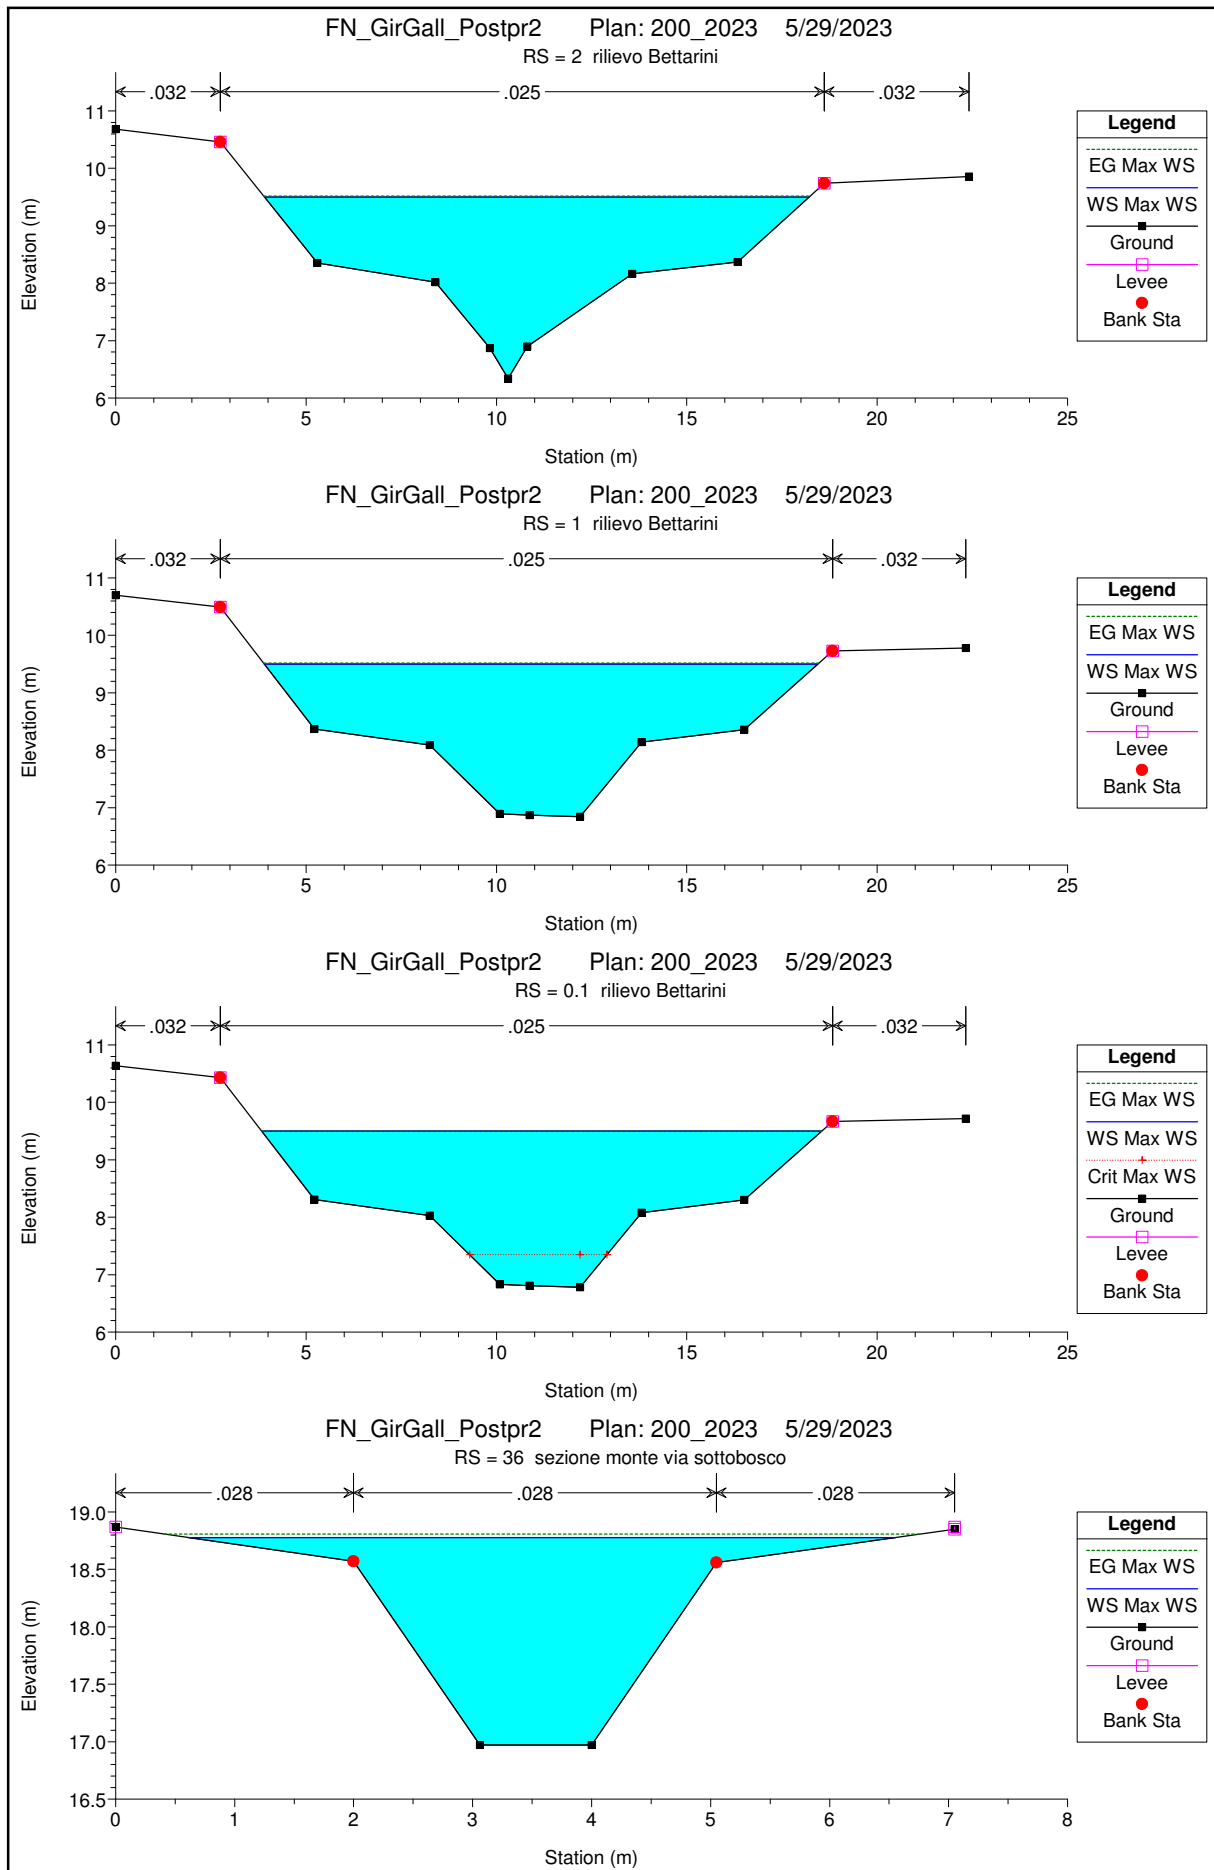 FN_GirGall_Postpr2 Plan: 200_2023 5/29/2023
RS = 2 rilievo Bettarini
.032 .025 .032
11
10
9
8
7
6
0 5 10 15 20 25
Elevation (m)
Station (m)
Legend
EG Max WS
WS Max WS
Ground
Levee
Bank Sta
FN_GirGall_Postpr2 Plan: 200_2023 5/29/2023
RS = 1 rilievo Bettarini
.032 .025 .032
11
10
9
8
7
6
0 5 10 15 20 25
Elevation (m)
Station (m)
Legend
EG Max WS
WS Max WS
Ground
Levee
Bank Sta
FN_GirGall_Postpr2 Plan: 200_2023 5/29/2023
RS = 0.1 rilievo Bettarini
.032 .025 .032
11
10
9
8
7
6
0 5 10 15 20 25
Elevation (m)
Station (m)
Legend
EG Max WS
WS Max WS
Crit Max WS
Ground
Levee
Bank Sta
FN_GirGall_Postpr2 Plan: 200_2023 5/29/2023
RS = 36 sezione monte via sottobosco
.028 .028 .028
19.0
18.5
18.0
17.5
17.0
16.5
0 1 2 3 4 5 6 7 8
Elevation (m)
Station (m)
Legend
EG Max WS
WS Max WS
Ground
Levee
Bank Sta